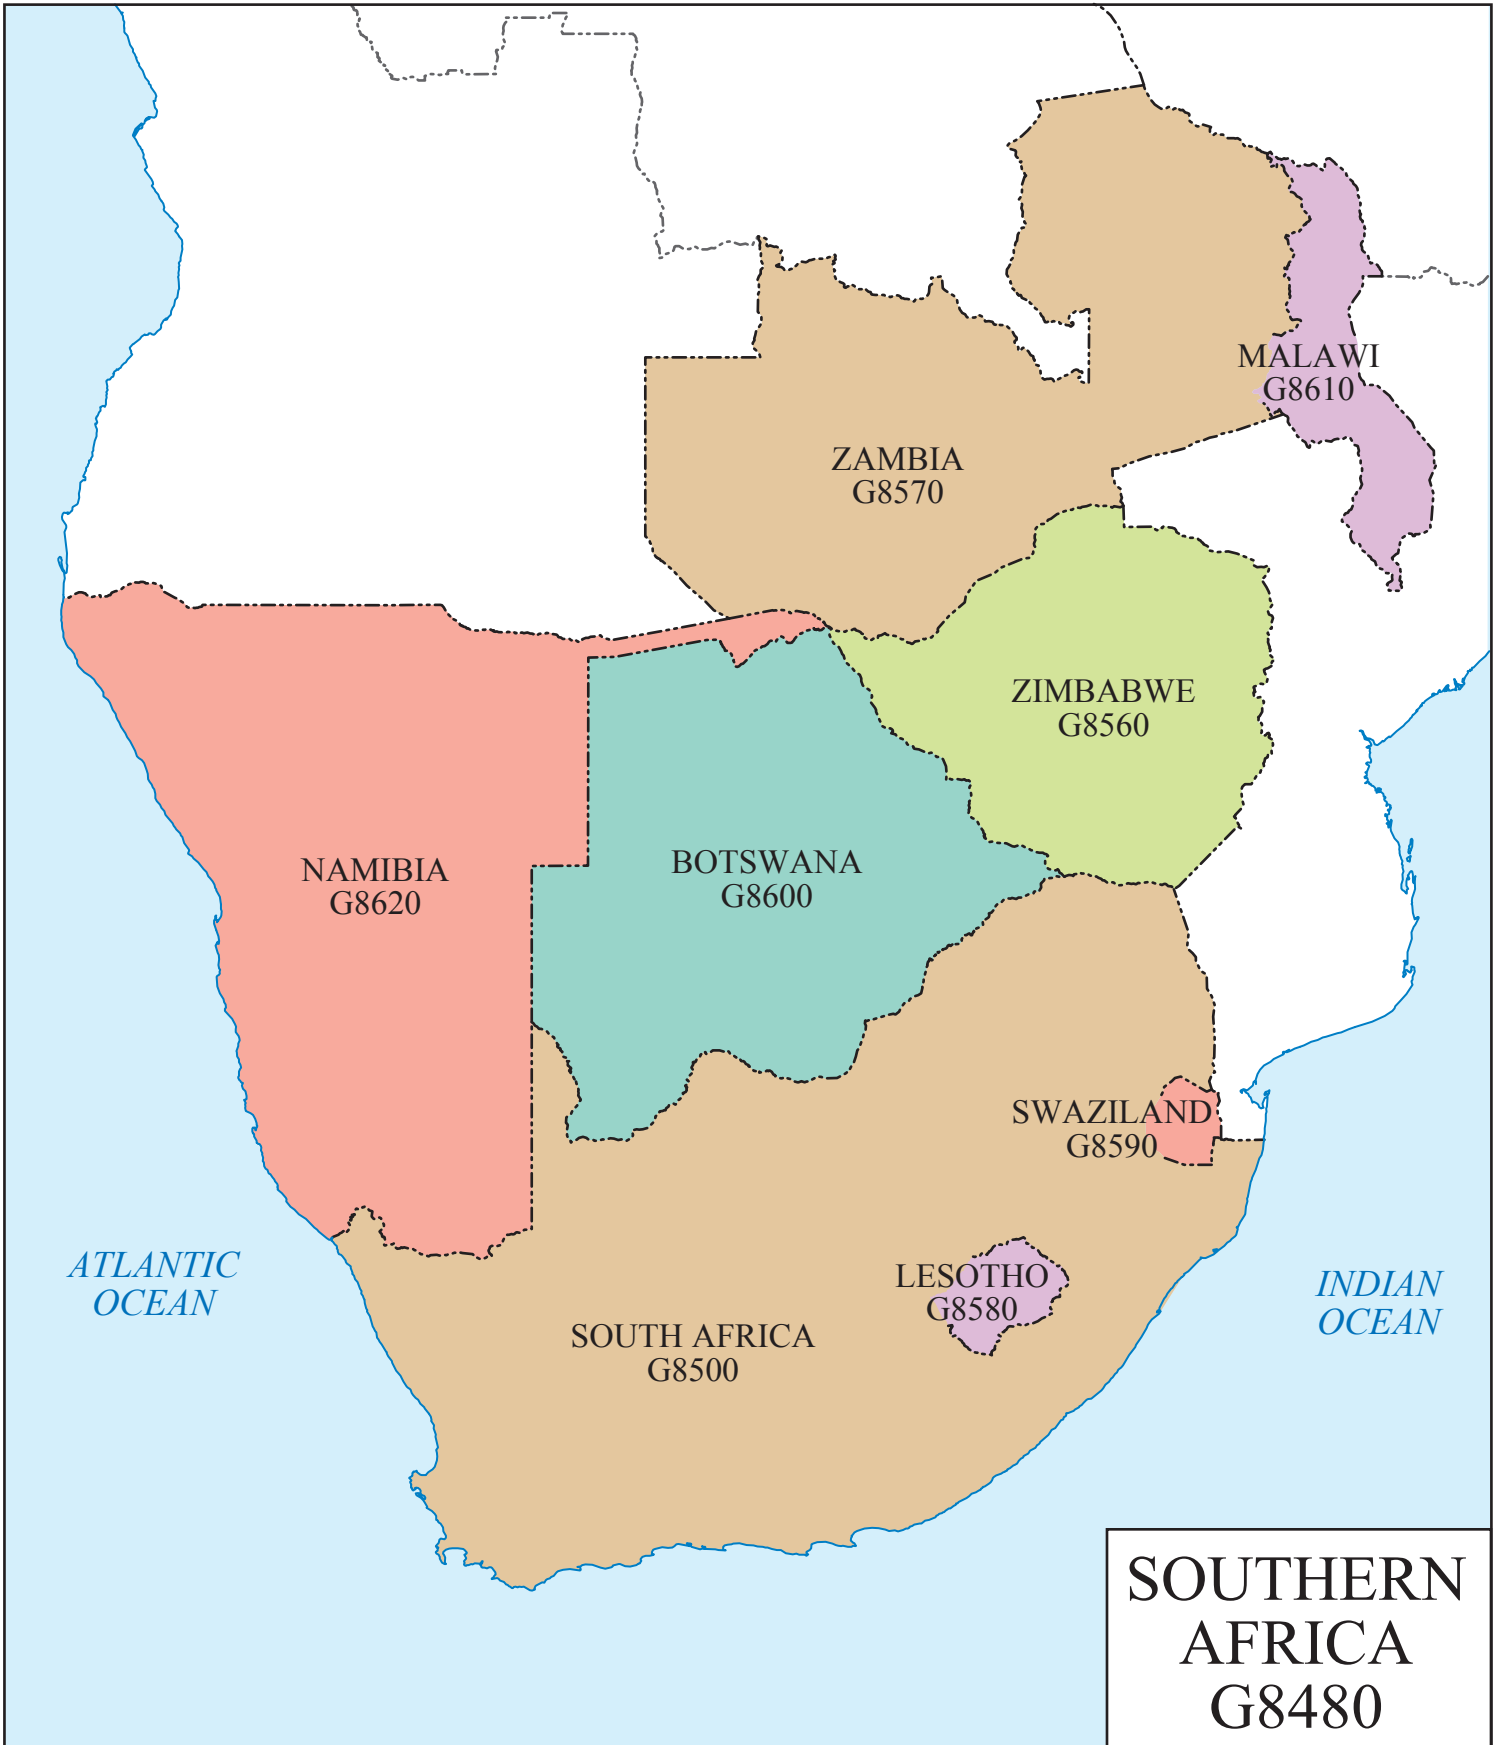 MALAWI
G8610
ZAMBIA
G8570
ZIMBABWE
G8560
NAMIBIA
G8620
BOTSWANA
G8600
SWAZILAND
G8590
ATLANTIC
OCEAN
LESOTHO
G8580
INDIAN
OCEAN
SOUTH AFRICA
G8500
SOUTHERN
AFRICA
G8480